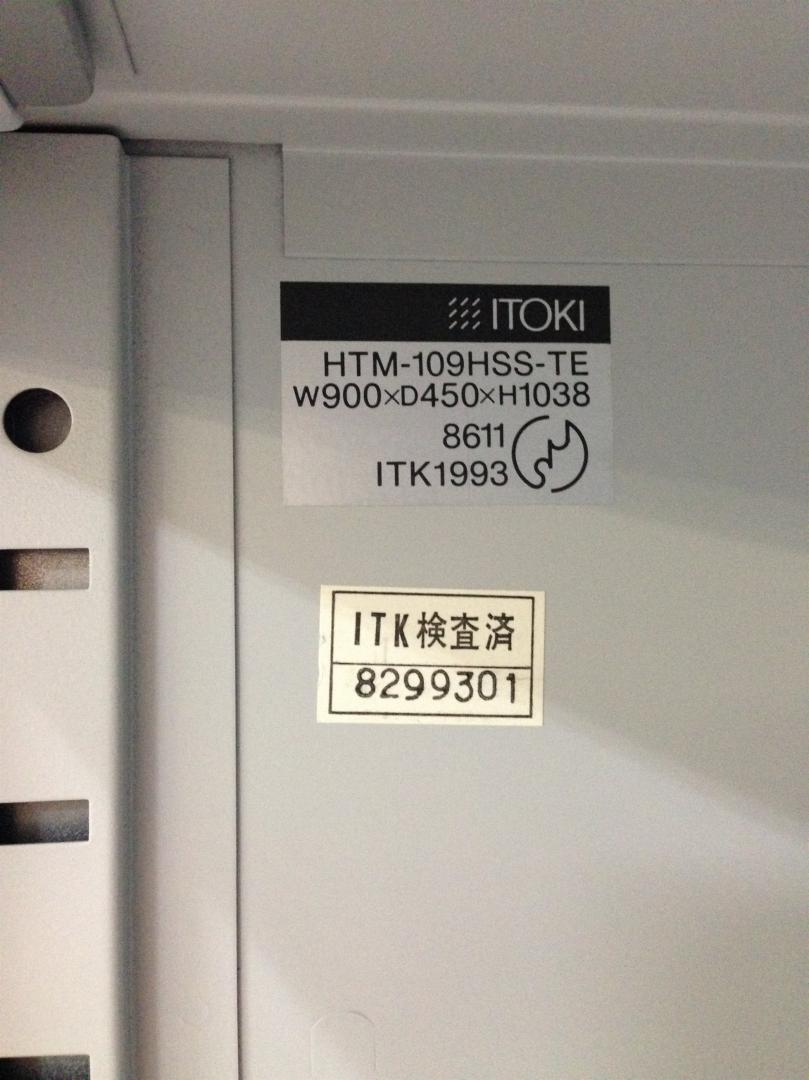 ITOKI
HTM-109HSS-TE
W900×D450×H1038
8611
ITK1993
ITK検査済
8299301